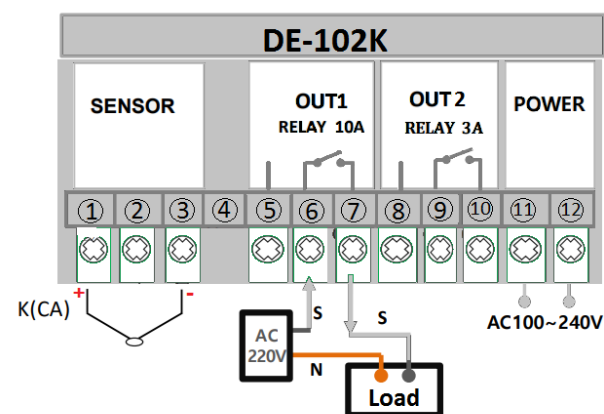 DE-102K
SENSOR
OUT1
RELAY 10A
OUT 2
RELAY 3A
POWER
① ② ③ ④ ⑤ ⑥ ⑦ ⑧ ⑨ ⑩ ⑪ ⑫
+
-
K(CA)
S
S
AC100~240V
AC
220V
N
Load